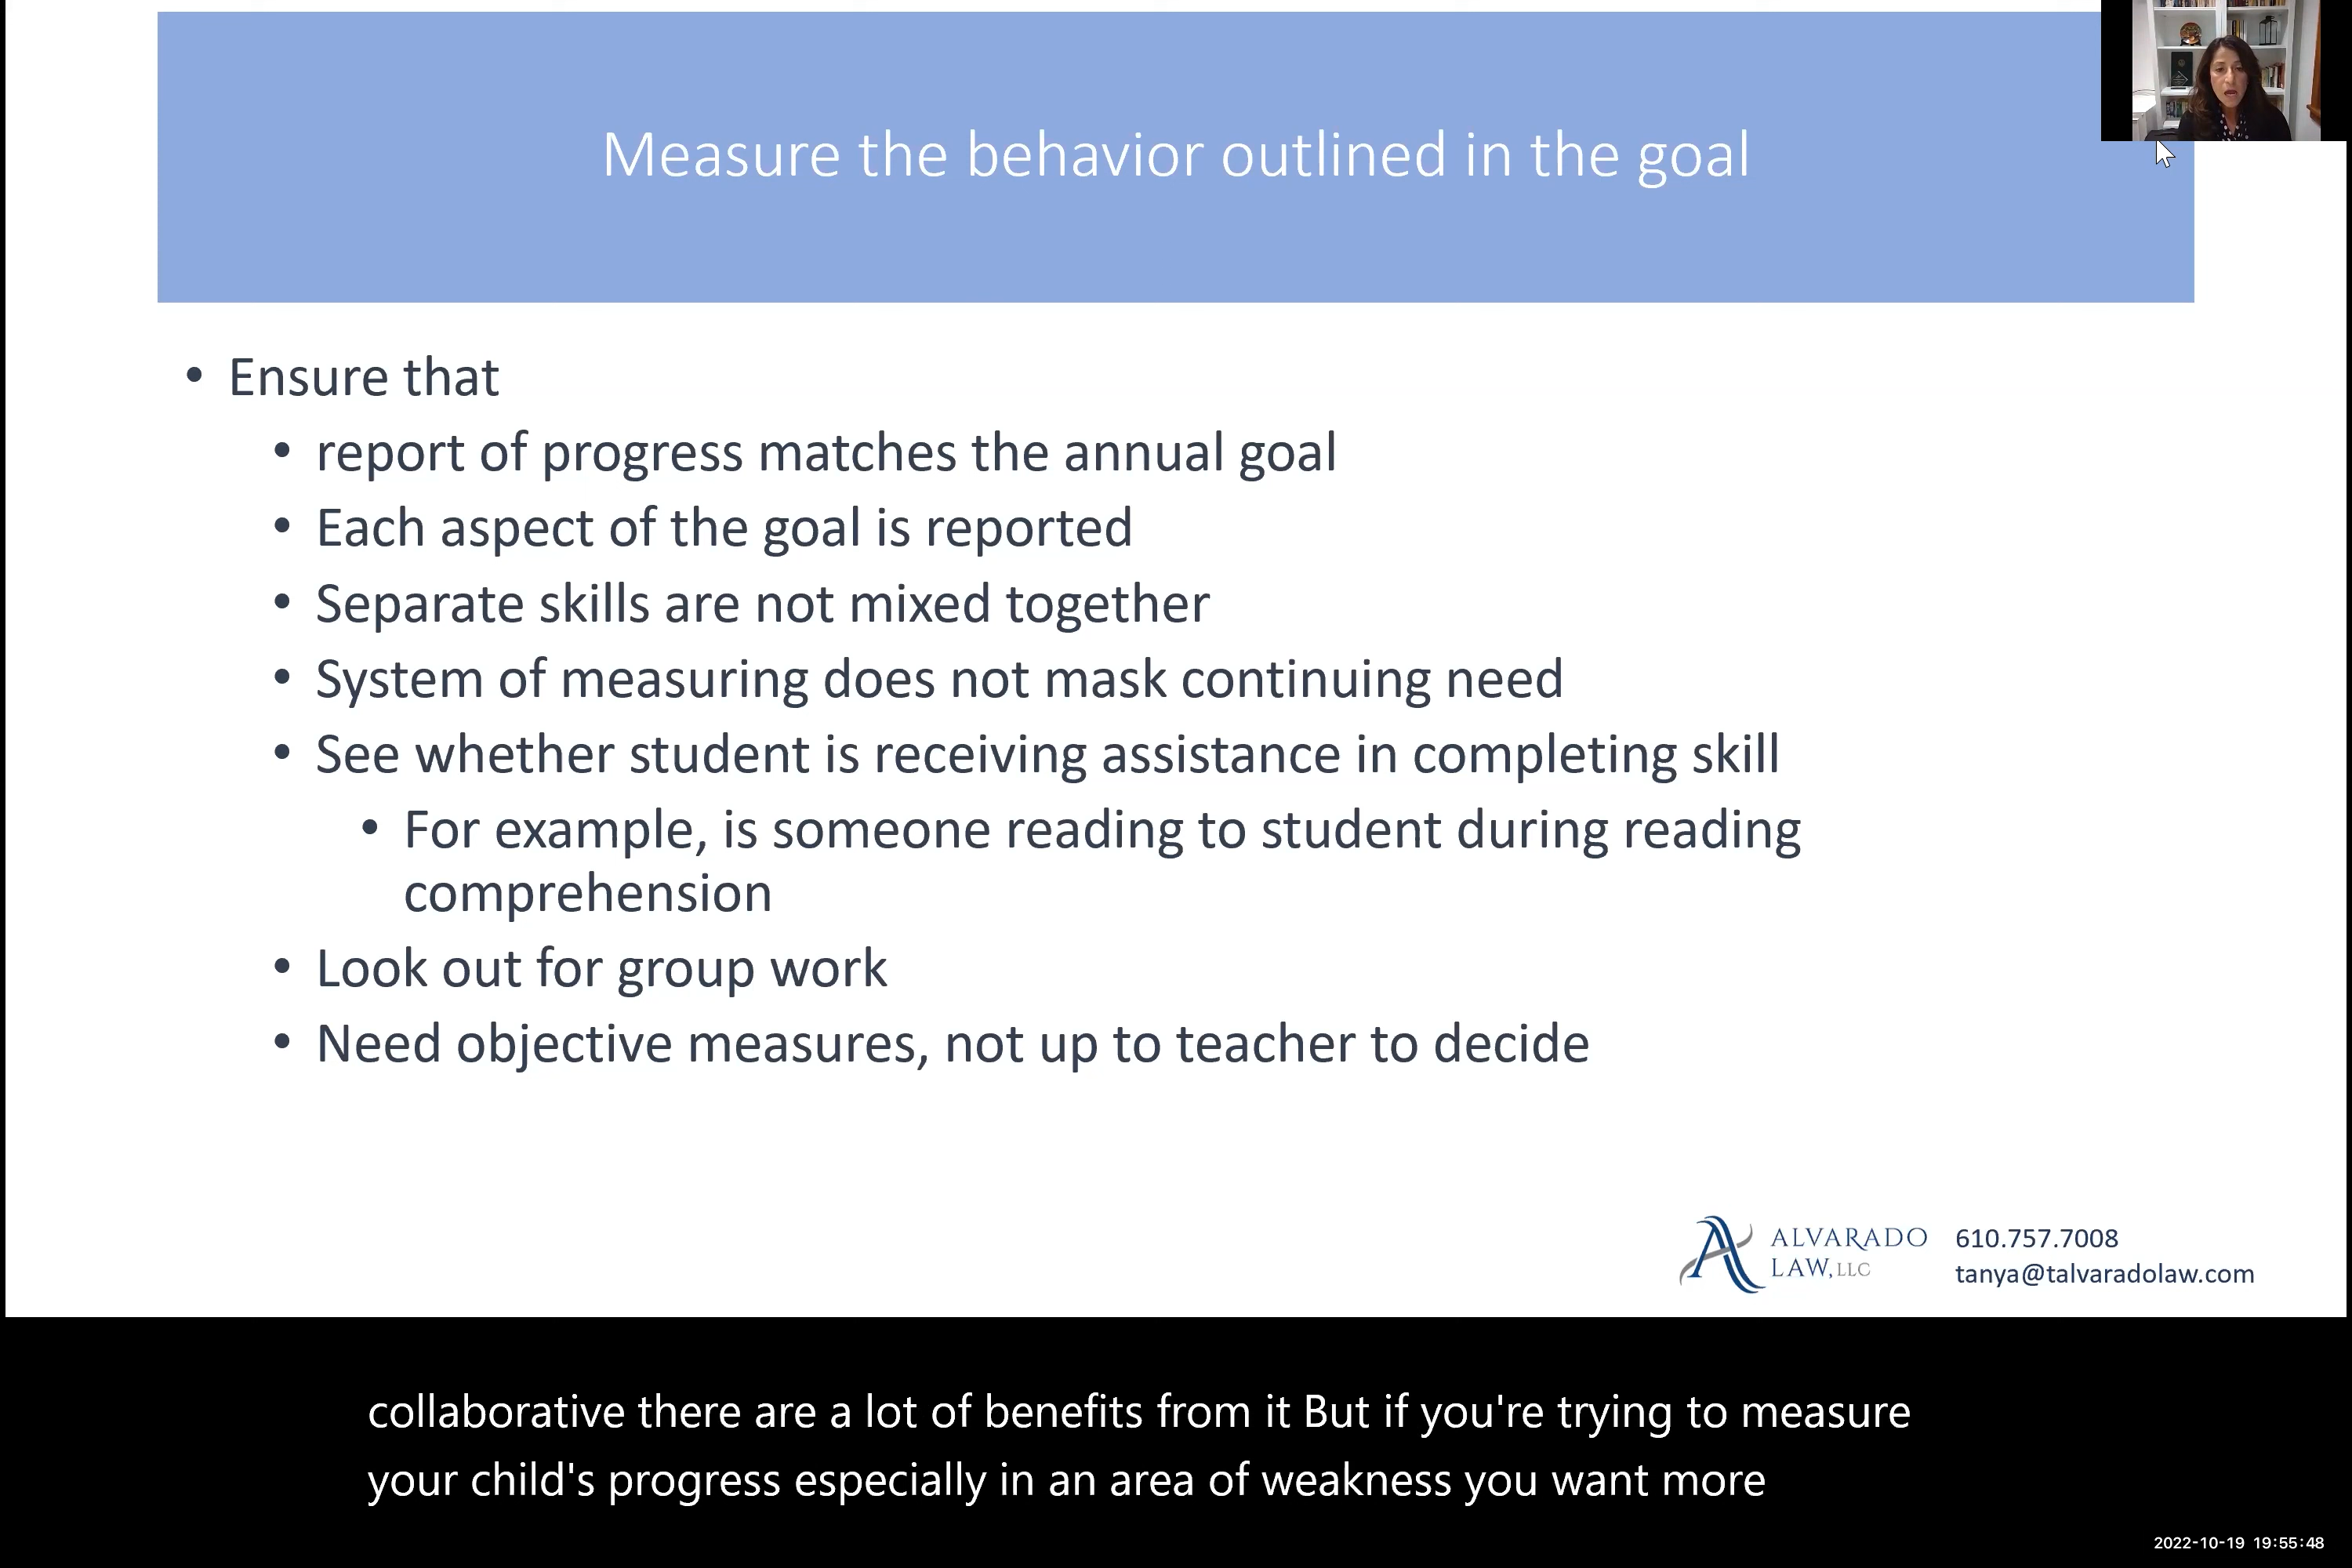 Measure the behavior outlined in the goal
• Ensure that
• report of progress matches the annual goal
• Each aspect of the goal is reported
• Separate skills are not mixed together
• System of measuring does not mask continuing need
• See whether student is receiving assistance in completing skill
• For example, is someone reading to student during reading
comprehension
• Look out for group work
• Need objective measures, not up to teacher to decide
ALVARADO
LAW, LLC
610.757.7008
tanya@talvaradolaw.com
collaborative there are a lot of benefits from it But if you're trying to measure
your child's progress especially in an area of weakness you want more
2022-10-19 19:55:48